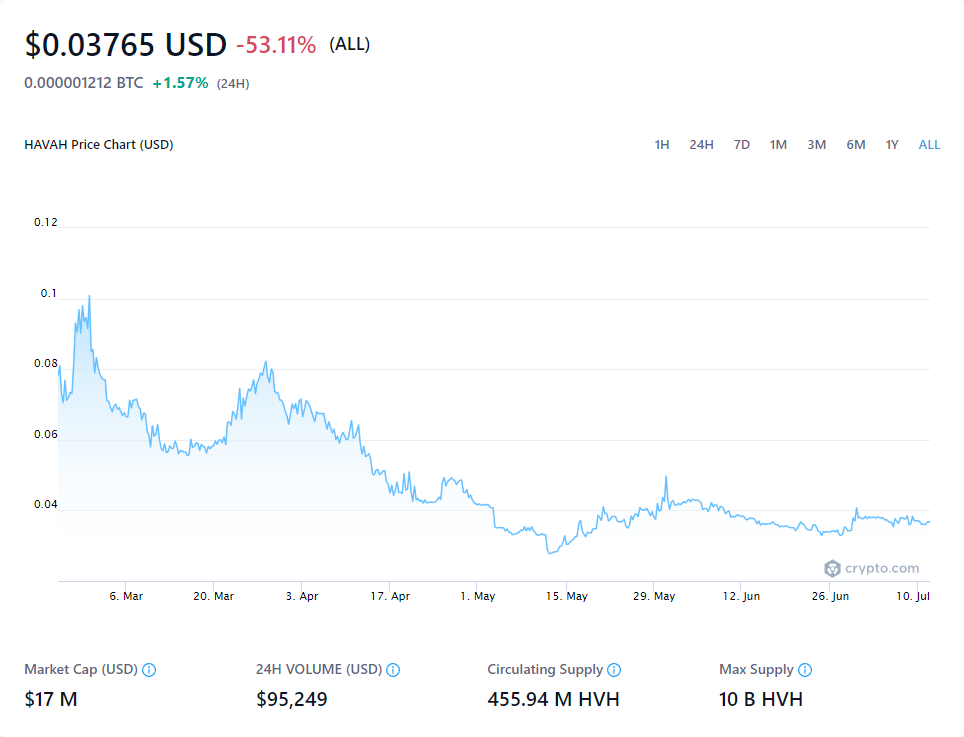 $0.03765 USD -53.11% (ALL)
0.000001212 BTC +1.57% (24H)
HAVAH Price Chart (USD) 1H 24H 7D 1M 3M 6M 1Y ALL
0.12
0.1
0.08
0.06
0.04
crypto.com
6. Mar 20. Mar 3. Apr 17. Apr 1. May 15. May 29. May 12. Jun 26. Jun 10. Jul
Market Cap (USD) 24H VOLUME (USD) Circulating Supply Max Supply
$17 M $95,249 455.94 M HVH 10 B HVH